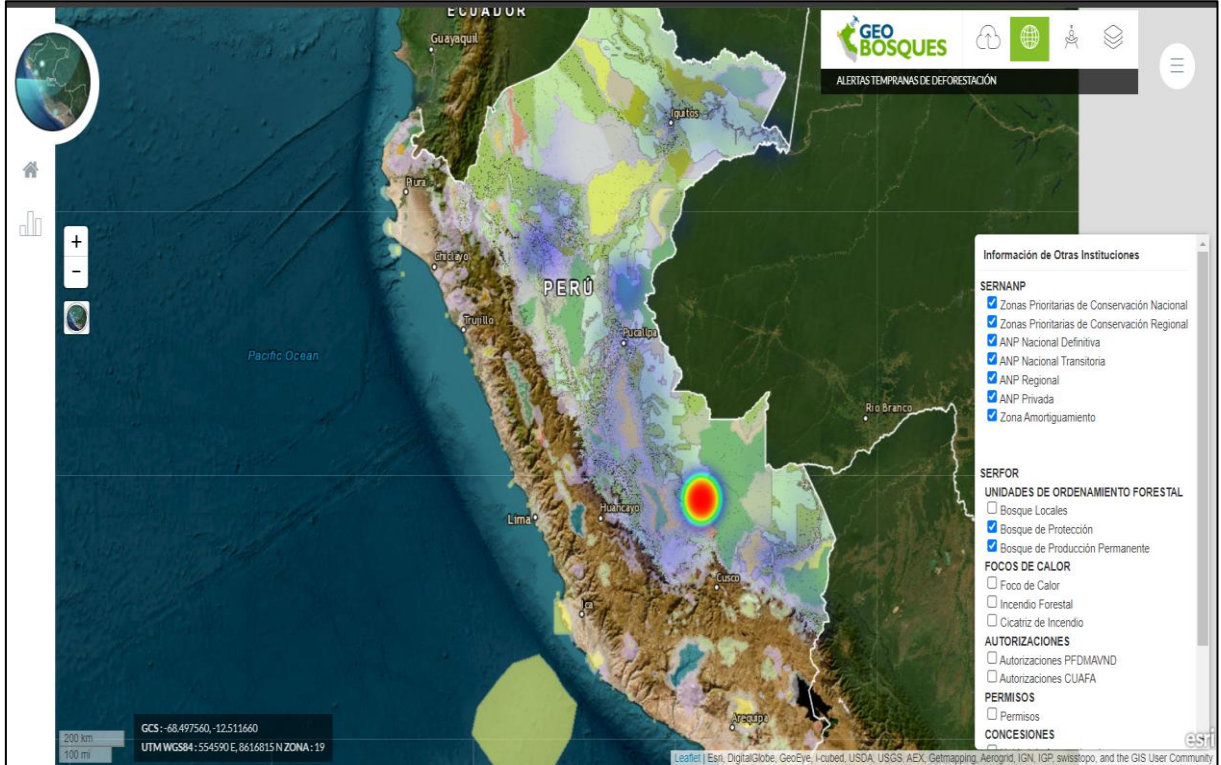 ECUADOR
Guayaquil
GEO
BOSQUES
ALERTAS TEMPRANAS DE DEFORESTACIÓN
Iquitos
Piura
+
−
Chiclayo
PERÚ
Trujillo
Pucallpa
Pacific Ocean
Rio Branco
Huancayo
Lima
Cusco
Ica
Arequipa
Información de Otras Instituciones
SERNANP
Zonas Prioritarias de Conservación Nacional
Zonas Prioritarias de Conservación Regional
ANP Nacional Definitiva
ANP Nacional Transitoria
ANP Regional
ANP Privada
Zona Amortiguamiento
SERFOR
UNIDADES DE ORDENAMIENTO FORESTAL
Bosque Locales
Bosque de Protección
Bosque de Producción Permanente
FOCOS DE CALOR
Foco de Calor
Incendio Forestal
Cicatriz de Incendio
AUTORIZACIONES
Autorizaciones PFDMAVND
Autorizaciones CUAFA
PERMISOS
Permisos
CONCESIONES
200 km
100 mi
GCS : -68.497560, -12.511660
UTM WGS84 : 554590 E, 8616815 N ZONA : 19
esri
Leaflet | Esri, DigitalGlobe, GeoEye, i-cubed, USDA, USGS, AEX, Getmapping, Aerogrid, IGN, IGP, swisstopo, and the GIS User Community